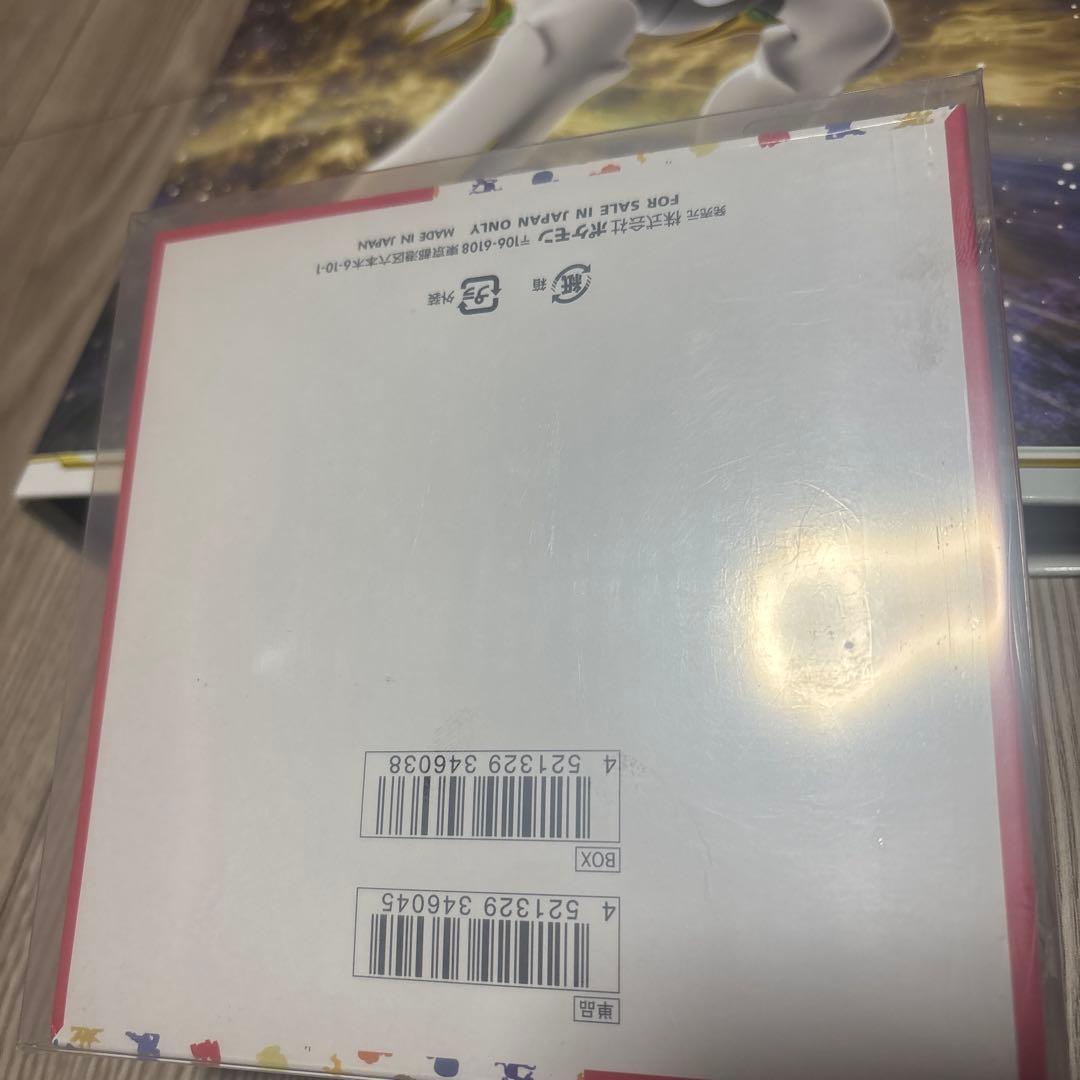 単品
4 521329 346045
BOX
4 521329 346038
外装
プラ
箱
紙
発売元 株式会社ポケモン 〒106-6108 東京都港区六本木6-10-1
FOR SALE IN JAPAN ONLY MADE IN JAPAN